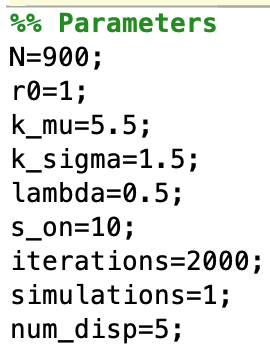 %% Parameters
N=900;
r0=1;
k_mu=5.5;
k_sigma=1.5;
lambda=0.5;
s_on=10;
iterations=2000;
simulations=1;
num_disp=5;